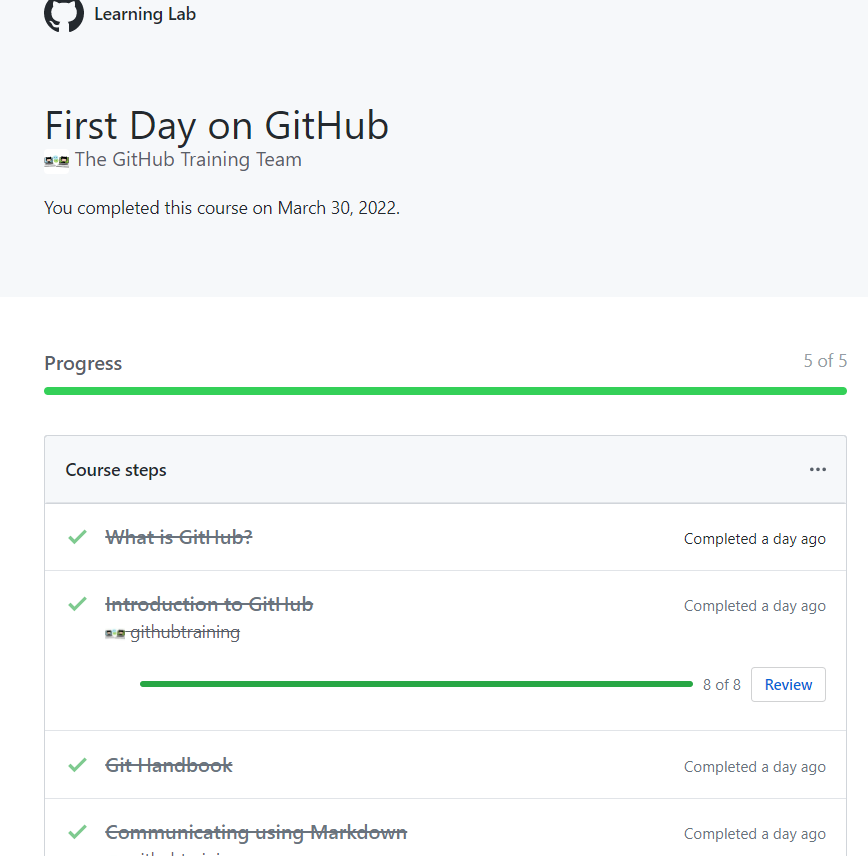 Learning Lab
First Day on GitHub
The GitHub Training Team
You completed this course on March 30, 2022.
Progress
5 of 5
Course steps
What is GitHub?
Completed a day ago
Introduction to GitHub
Completed a day ago
githubtraining
8 of 8
Review
Git Handbook
Completed a day ago
Communicating using Markdown
Completed a day ago